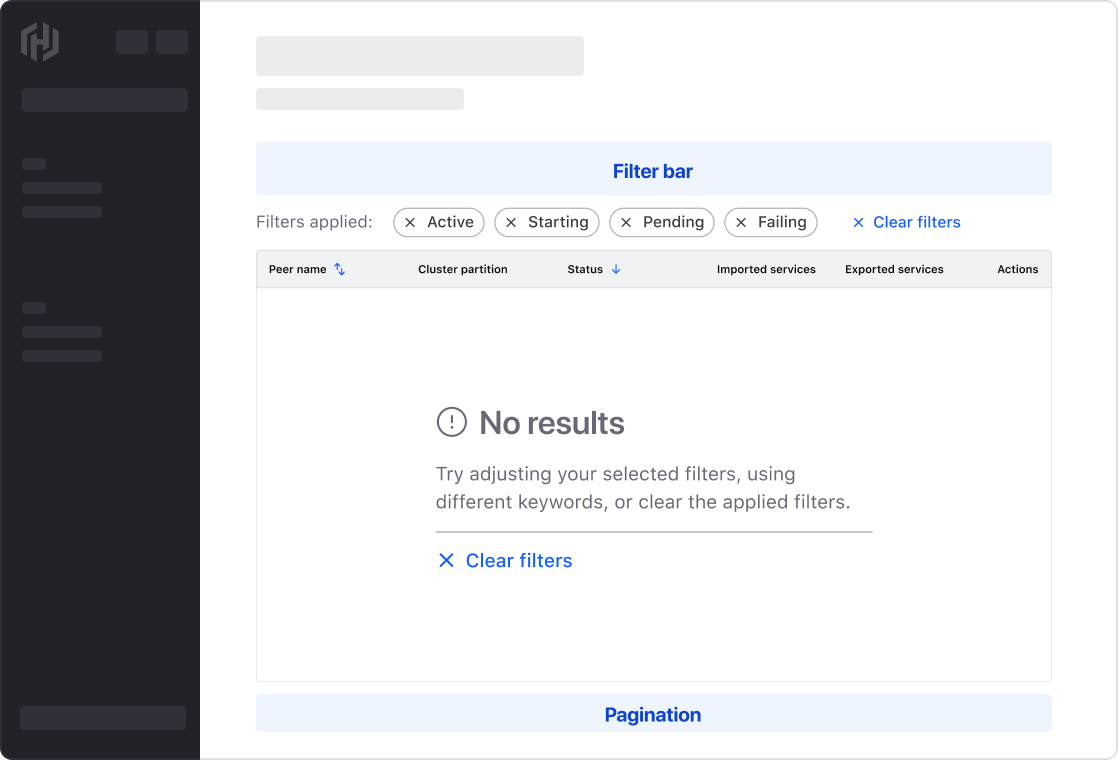 Filter bar
Filters applied: Active Starting Pending Failing Clear filters
Peer name Cluster partition Status Imported services Exported services Actions
No results
Try adjusting your selected filters, using
different keywords, or clear the applied filters.
Clear filters
Pagination